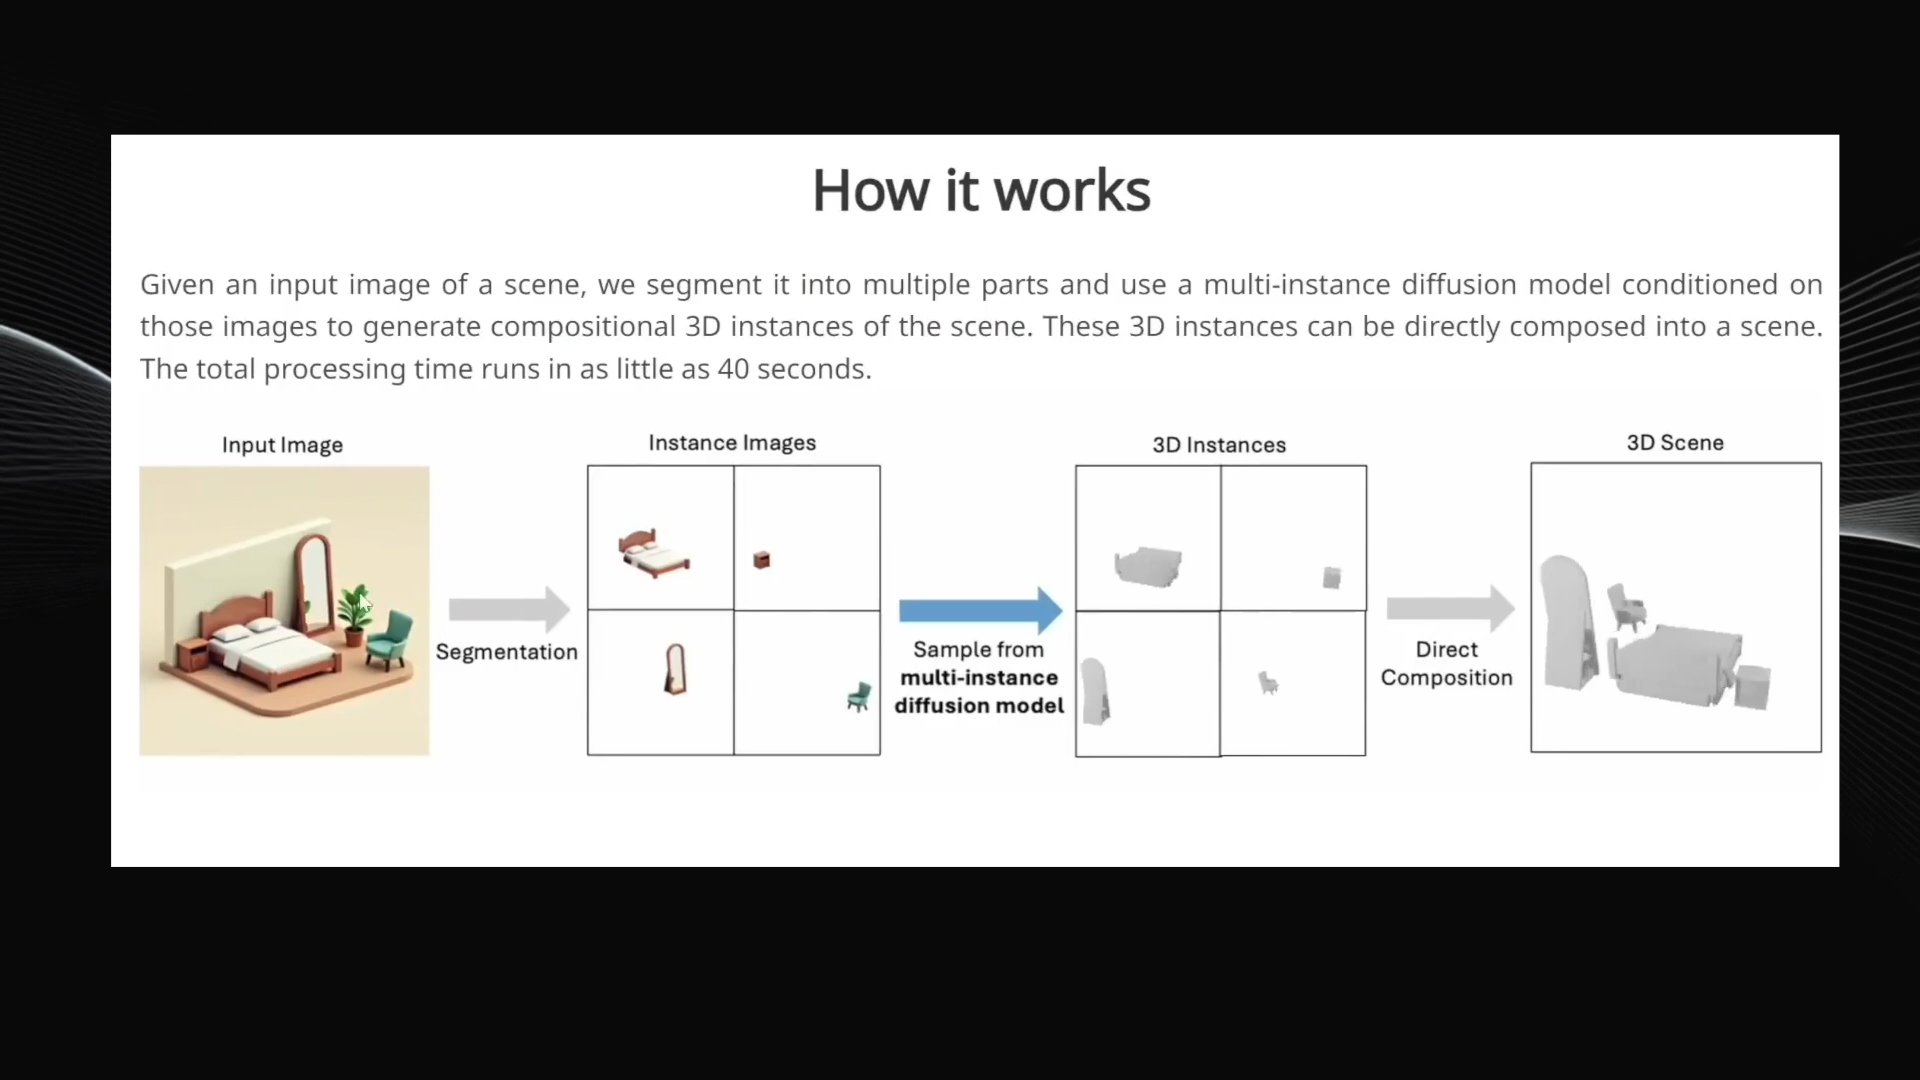 How it works
Given an input image of a scene, we segment it into multiple parts and use a multi-instance diffusion model conditioned on
those images to generate compositional 3D instances of the scene. These 3D instances can be directly composed into a scene.
The total processing time runs in as little as 40 seconds.
Input Image
Instance Images
3D Instances
3D Scene
Segmentation
Sample from
multi-instance
diffusion model
Direct
Composition